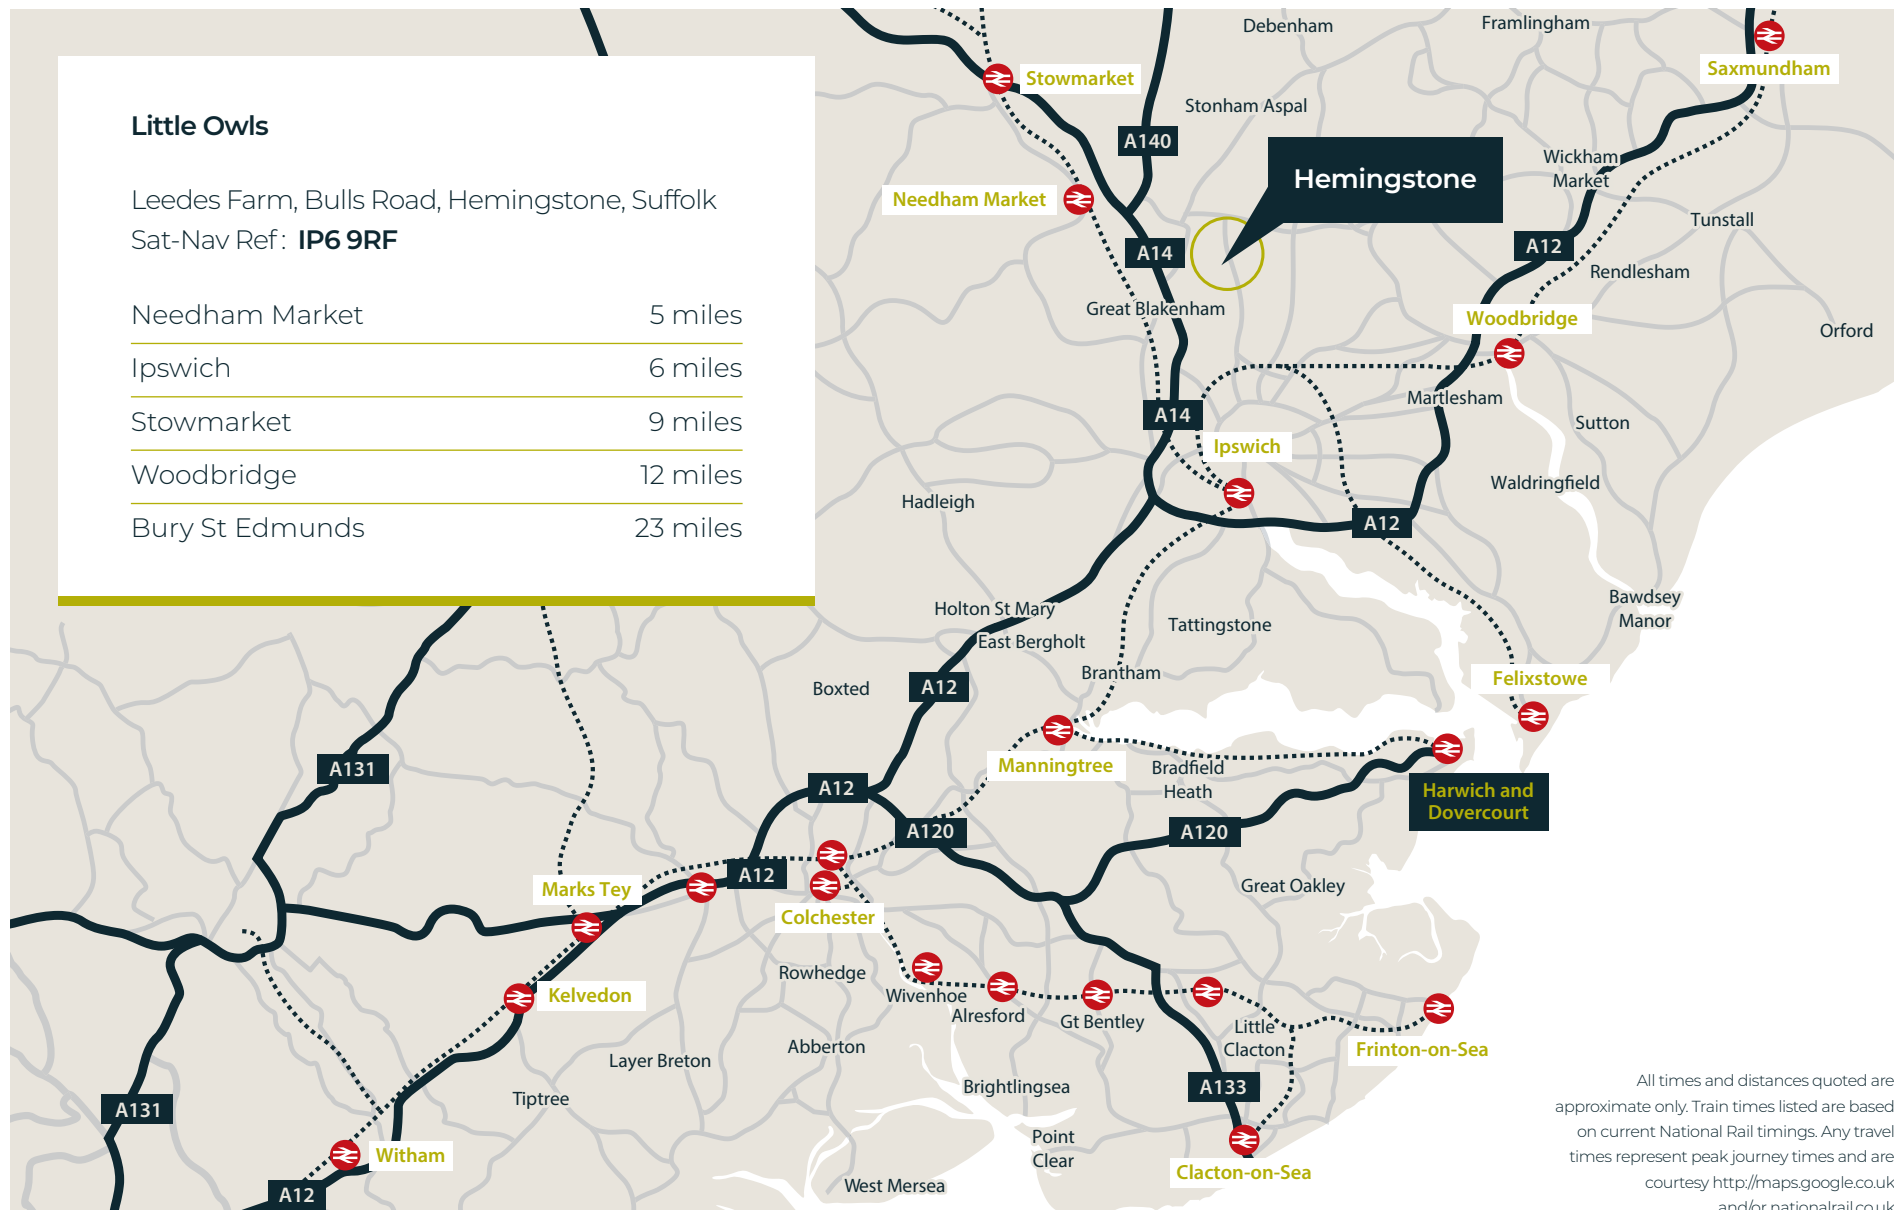 Little Owls
Leedes Farm, Bulls Road, Hemingstone, Suffolk
Sat-Nav Ref: IP6 9RF
Needham Market 5 miles
Ipswich 6 miles
Stowmarket 9 miles
Woodbridge 12 miles
Bury St Edmunds 23 miles
Debenham
Framlingham
Saxmundham
Stowmarket
Stonham Aspal
A140
Wickham
Market
Hemingstone
Needham Market
Tunstall
A14
A12
Rendlesham
Great Blakenham
Woodbridge
Orford
Martlesham
A14
Sutton
Ipswich
Waldringfield
Hadleigh
A12
Bawdsey
Manor
Holton St Mary
East Bergholt
Tattingstone
Brantham
Felixstowe
Boxted
A12
Manningtree
Bradfield
Heath
A131
A12
Harwich and
Dovercourt
A120
A120
A12
Marks Tey
Great Oakley
Colchester
Rowhedge
Kelvedon
Wivenhoe
Alresford
Gt Bentley
Little
Clacton
Frinton-on-Sea
Abberton
Layer Breton
Brightlingsea
A133
Tiptree
A131
Point
Clear
Witham
Clacton-on-Sea
West Mersea
A12
All times and distances quoted are
approximate only. Train times listed are based
on current National Rail timings. Any travel
times represent peak journey times and are
courtesy http://maps.google.co.uk
and/or nationalrail.co.uk